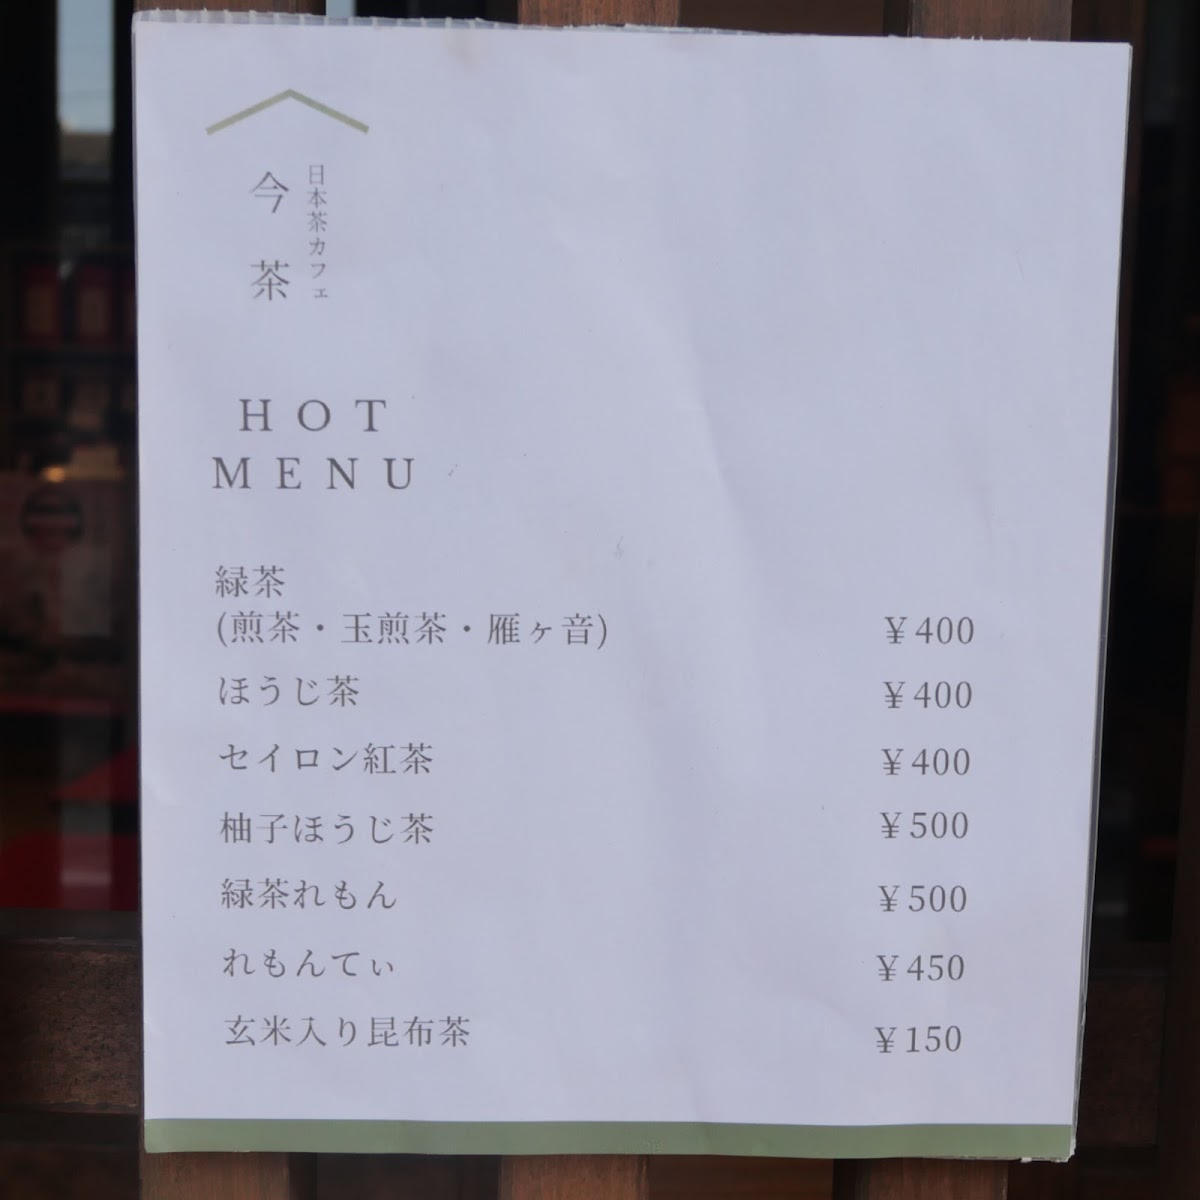 日本茶カフェ
今茶
HOT
MENU
緑茶
(煎茶・玉煎茶・雁ヶ音) ¥400
ほうじ茶 ¥400
セイロン紅茶 ¥400
柚子ほうじ茶 ¥500
緑茶れもん ¥500
れもんてぃ ¥450
玄米入り昆布茶 ¥150